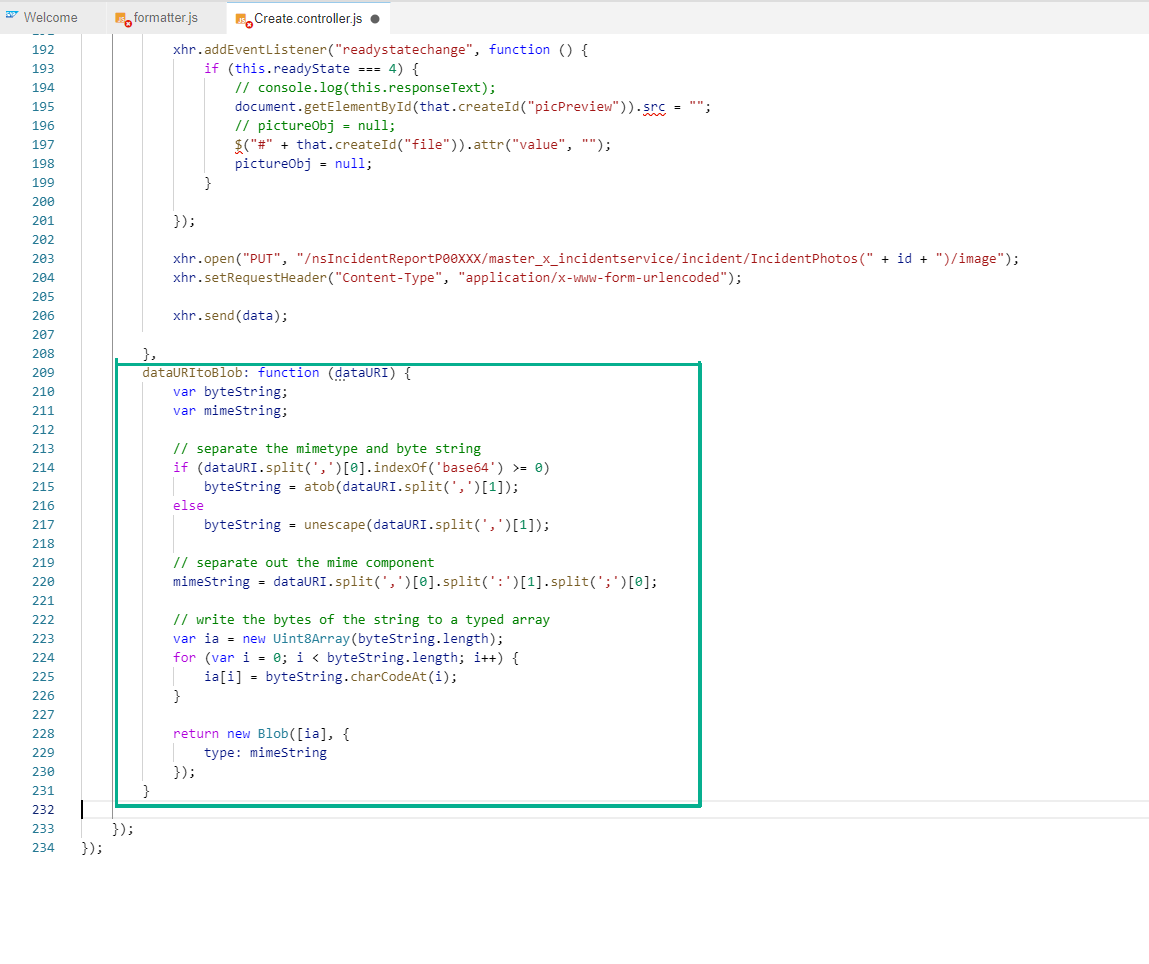 Welcome formatter.js Create.controller.js
192 xhr.addEventListener("readystatechange", function () {
193 if (this.readyState === 4) {
194 // console.log(this.responseText);
195 document.getElementById(that.createId("picPreview")).src = "";
196 // pictureObj = null;
197 $("#" + that.createId("file")).attr("value", "");
198 pictureObj = null;
199 }
200
201 });
202
203 xhr.open("PUT", "/nsIncidentReportP00XXX/master_x_incidentservice/incident/IncidentPhotos(" + id + ")/image");
204 xhr.setRequestHeader("Content-Type", "application/x-www-form-urlencoded");
205
206 xhr.send(data);
207
208 },
209 dataURItoBlob: function (dataURI) {
210 var byteString;
211 var mimeString;
212
213 // separate the mimetype and byte string
214 if (dataURI.split(',')[0].indexOf('base64') >= 0)
215 byteString = atob(dataURI.split(',')[1]);
216 else
217 byteString = unescape(dataURI.split(',')[1]);
218
219 // separate out the mime component
220 mimeString = dataURI.split(',')[0].split(':')[1].split(';')[0];
221
222 // write the bytes of the string to a typed array
223 var ia = new Uint8Array(byteString.length);
224 for (var i = 0; i < byteString.length; i++) {
225 ia[i] = byteString.charCodeAt(i);
226 }
227
228 return new Blob([ia], {
229 type: mimeString
230 });
231 }
232
233 });
234 });